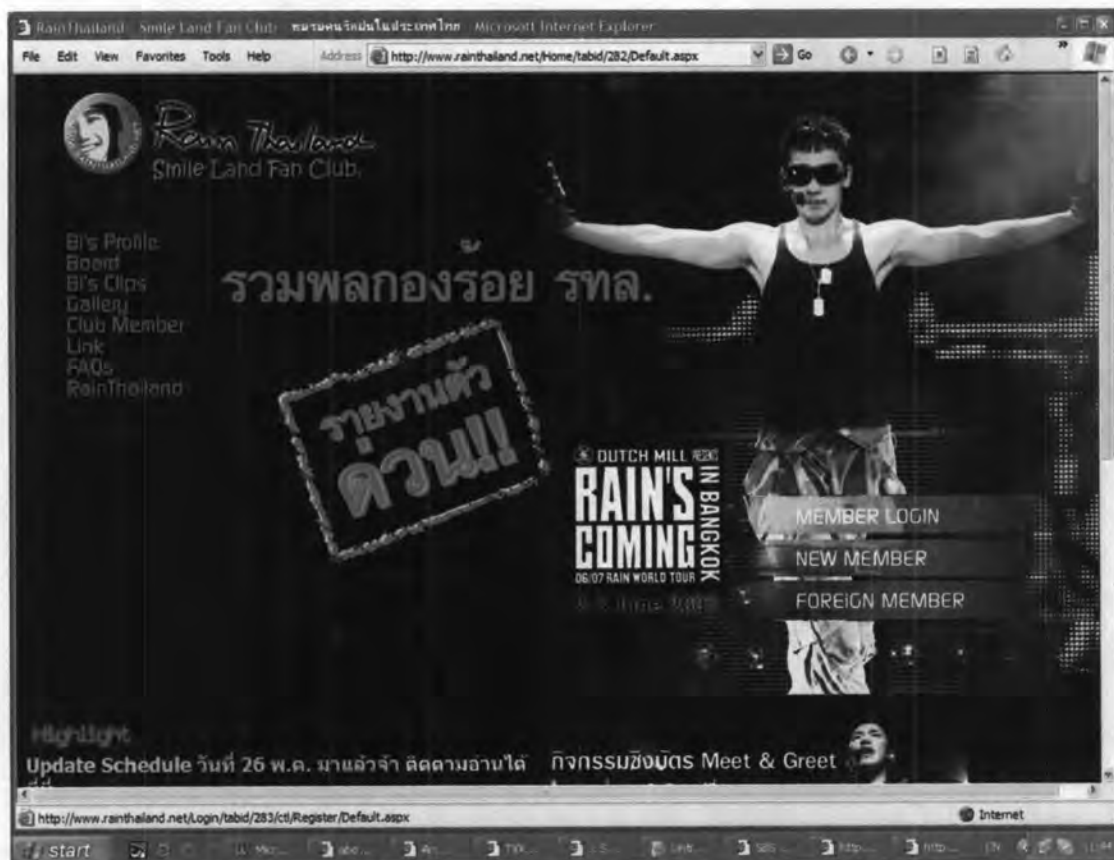 RainThailand Smile Land Fan Club ชมรมคนรักฝนในประเทศไทย Microsoft Internet Explorer
File Edit View Favorites Tools Help Address http://www.rainthailand.net/Home/tabid/282/Default.aspx Go
Rain Thailand
Smile Land Fan Club.
Bi's Profile
Board
Bi's Clips
Gallery
Club Member
Link
FAQs
RainThailand
รวมพลกองร้อย รทล.
รายงานตัว
ด่วน!!
DUTCH MILL PRESENTS
RAIN'S
COMING
IN BANGKOK
06/07 RAIN WORLD TOUR
June
MEMBER LOGIN
NEW MEMBER
FOREIGN MEMBER
HighLight
Update Schedule วันที่ 26 พ.ค. มาแล้วจ้า ติดตามอ่านได้
ที่นี่
กิจกรรมชิงบัตร Meet & Greet
http://www.rainthailand.net/Login/tabid/283/ctl/Register/Default.aspx Internet
start EN